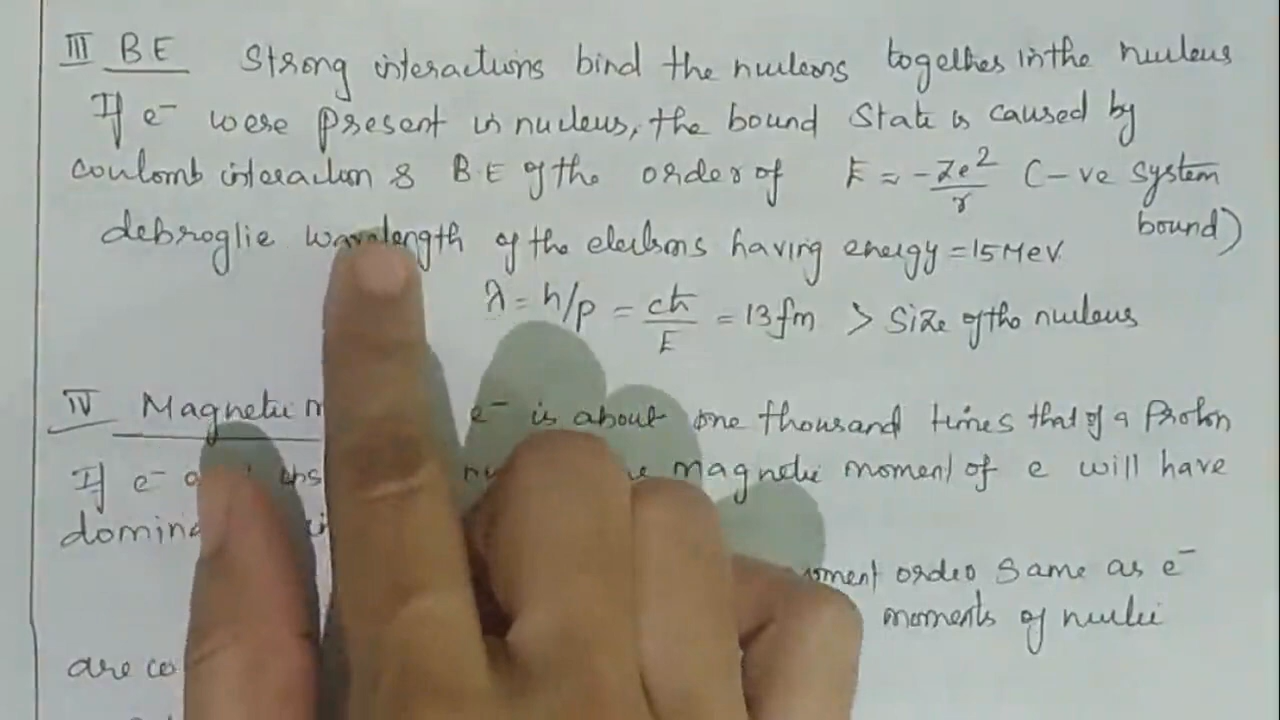 III BE Strong interactions bind the nucleons together in the nucleus
If e⁻ were present in nucleus, the bound State is caused by
coulomb interaction & BE of the order of E ≈ -Ze²/r (-ve system bound)
debroglie wavelength of the electrons having energy = 15 MeV
λ = h/p = cħ/E = 13 fm > Size of the nucleus
IV Magnetic e⁻ is about one thousand times that of a Proton
If e⁻ magnetic moment of e will have
order same as e⁻
moments of nuclei
are